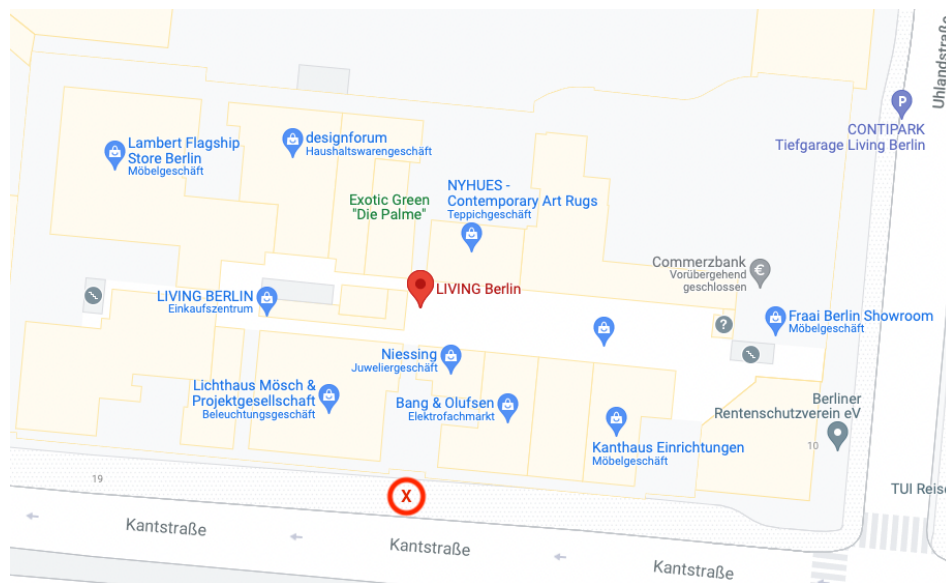 Uhlandstraße
P
CONTIPARK
Tiefgarage Living Berlin
Lambert Flagship
Store Berlin
Möbelgeschäft
designforum
Haushaltswarengeschäft
Exotic Green
"Die Palme"
NYHUES -
Contemporary Art Rugs
Teppichgeschäft
Commerzbank
Vorübergehend
geschlossen
€
LIVING BERLIN
Einkaufszentrum
LIVING Berlin
?
Fraai Berlin Showroom
Möbelgeschäft
Niessing
Juweliergeschäft
Lichthaus Mösch &
Projektgesellschaft
Beleuchtungsgeschäft
Bang & Olufsen
Elektrofachmarkt
Berliner
Rentenschutzverein eV
Kanthaus Einrichtungen
Möbelgeschäft
10
19
X
TUI Reise
Kantstraße
Kantstraße
Kantstraße